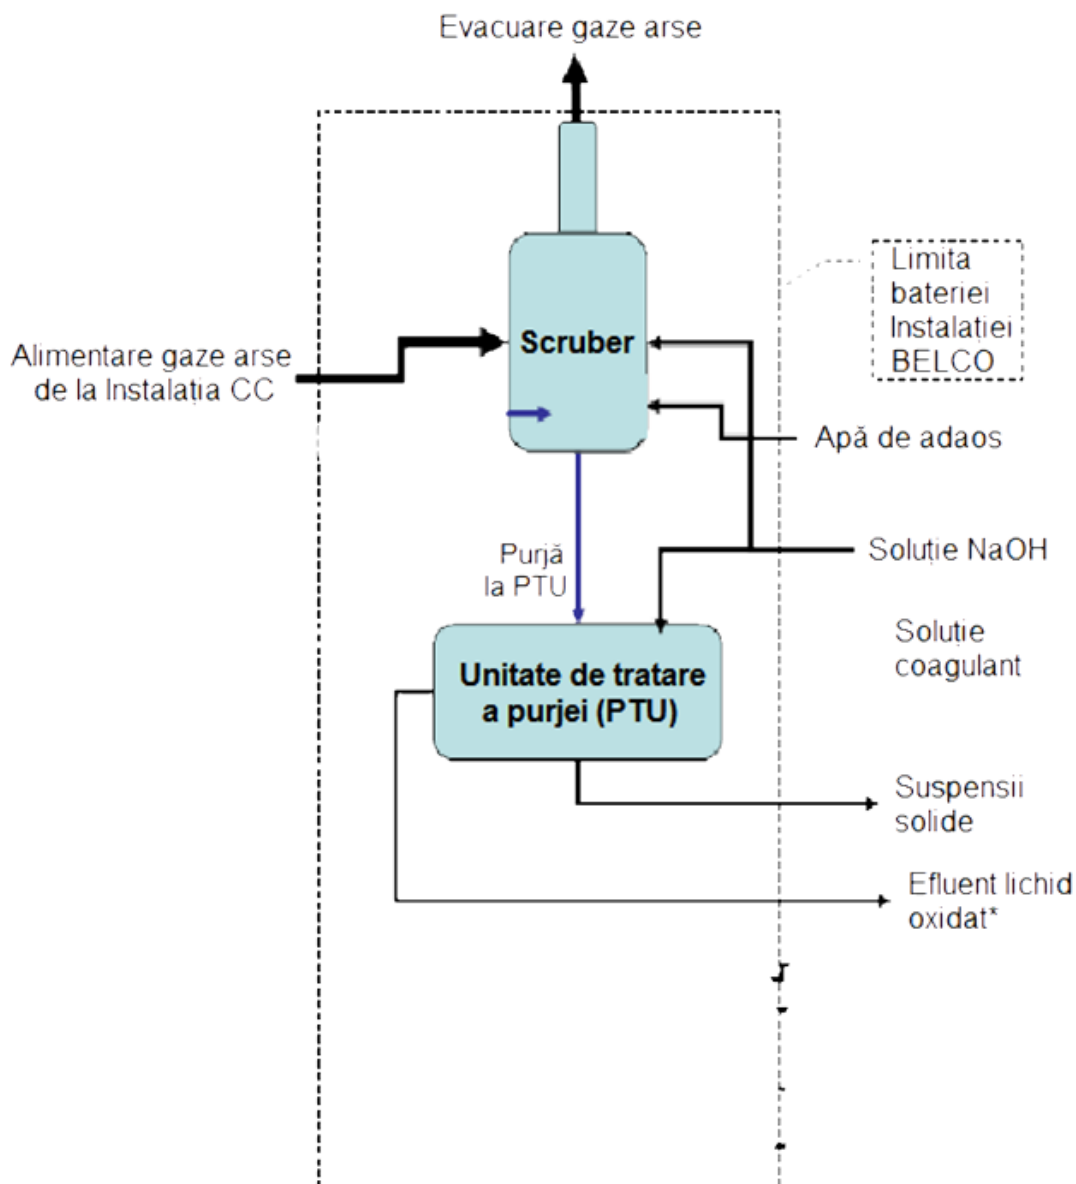 Evacuare gaze arse
Limita
bateriei
Instalației
BELCO
Scruber
Alimentare gaze arse
de la Instalația CC
Apă de adaos
Purjă
la PTU
Soluție NaOH
Soluție
coagulant
Unitate de tratare
a purjei (PTU)
Suspensii
solide
Efluent lichid
oxidat*